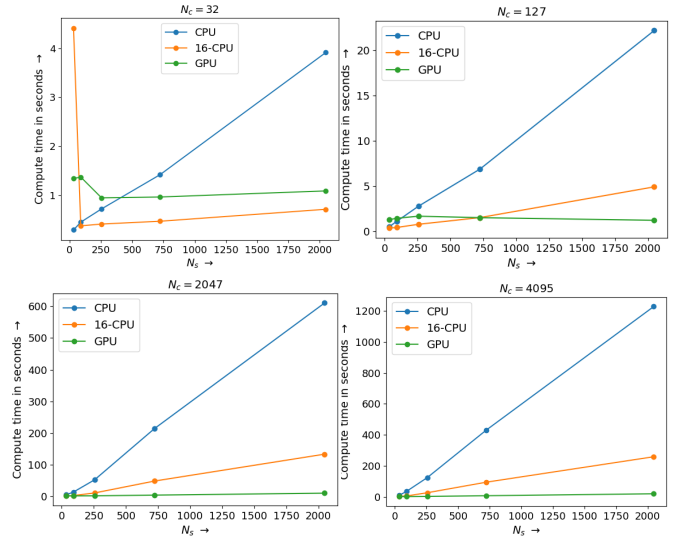 N_c = 32
Compute time in seconds →
4
3
2
1
CPU
16-CPU
GPU
0 250 500 750 1000 1250 1500 1750 2000
N_s →
N_c = 127
Compute time in seconds →
20
15
10
5
0
CPU
16-CPU
GPU
0 250 500 750 1000 1250 1500 1750 2000
N_s →
N_c = 2047
Compute time in seconds →
600
500
400
300
200
100
0
CPU
16-CPU
GPU
0 250 500 750 1000 1250 1500 1750 2000
N_s →
N_c = 4095
Compute time in seconds →
1200
1000
800
600
400
200
0
CPU
16-CPU
GPU
0 250 500 750 1000 1250 1500 1750 2000
N_s →